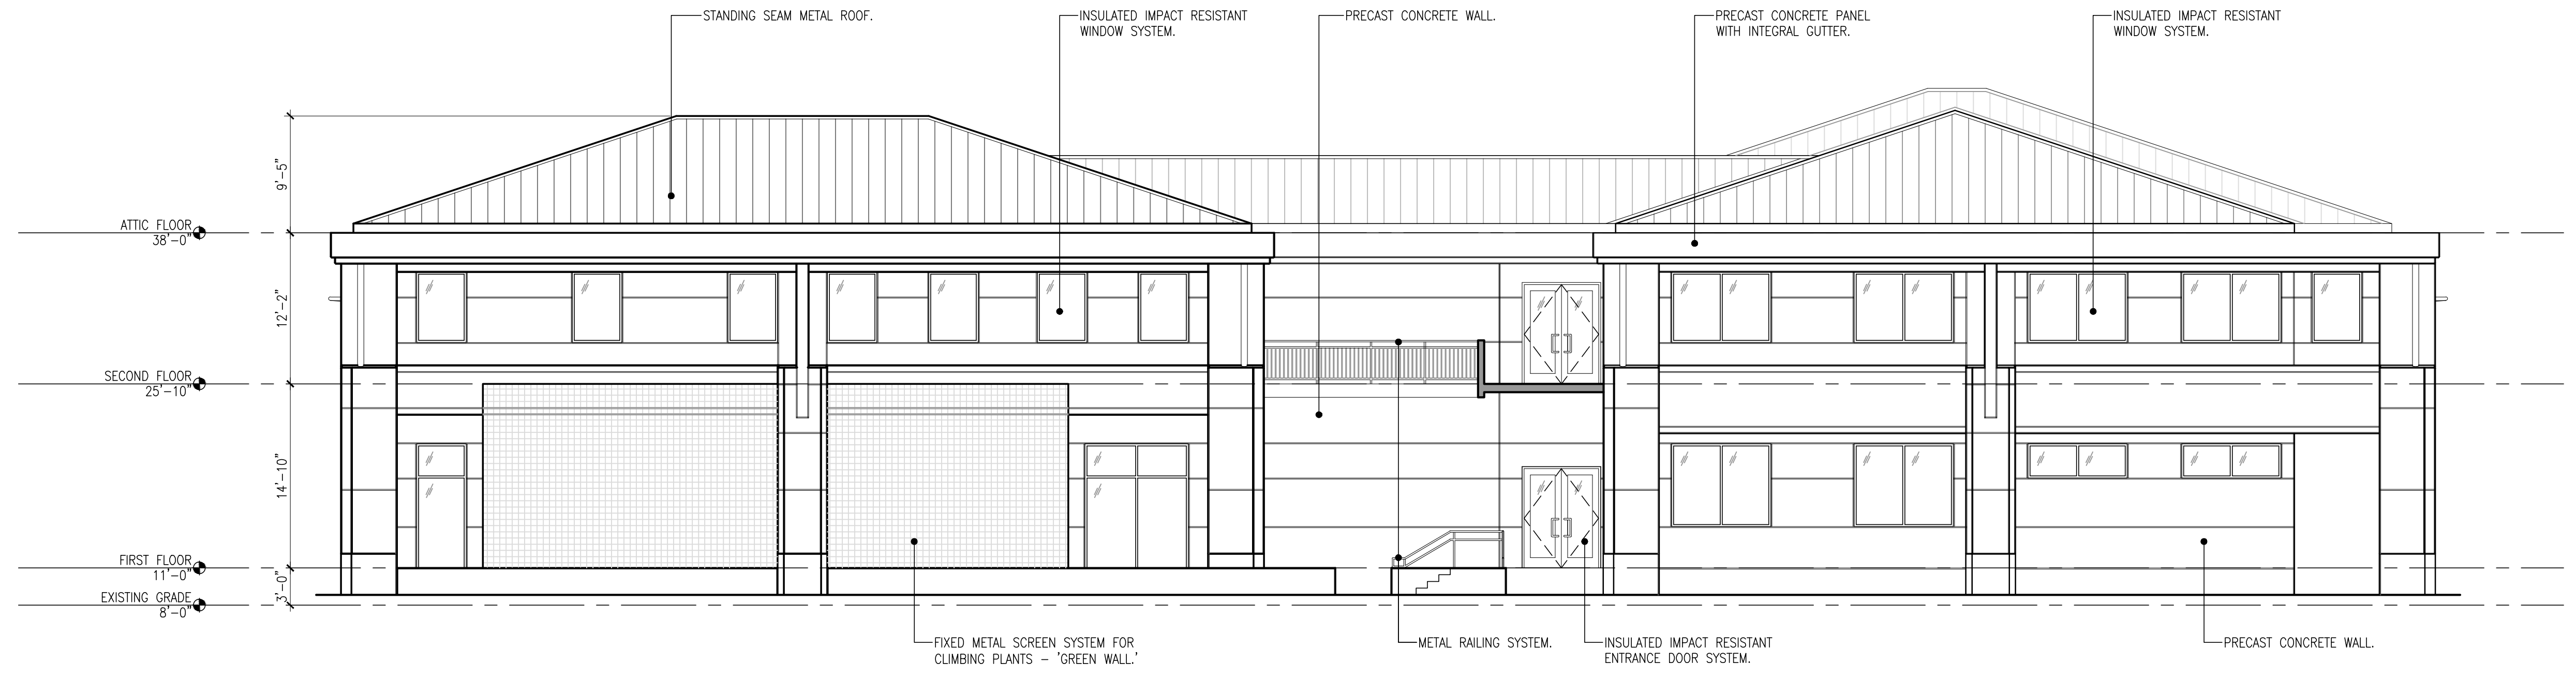 STANDING SEAM METAL ROOF.
INSULATED IMPACT RESISTANT
WINDOW SYSTEM.
PRECAST CONCRETE WALL.
PRECAST CONCRETE PANEL
WITH INTEGRAL GUTTER.
INSULATED IMPACT RESISTANT
WINDOW SYSTEM.
9'-5"
ATTIC FLOOR
38'-0"
12'-2"
SECOND FLOOR
25'-10"
14'-10"
FIRST FLOOR
11'-0"
3'-0"
EXISTING GRADE
8'-0"
FIXED METAL SCREEN SYSTEM FOR
CLIMBING PLANTS - 'GREEN WALL.'
METAL RAILING SYSTEM.
INSULATED IMPACT RESISTANT
ENTRANCE DOOR SYSTEM.
PRECAST CONCRETE WALL.